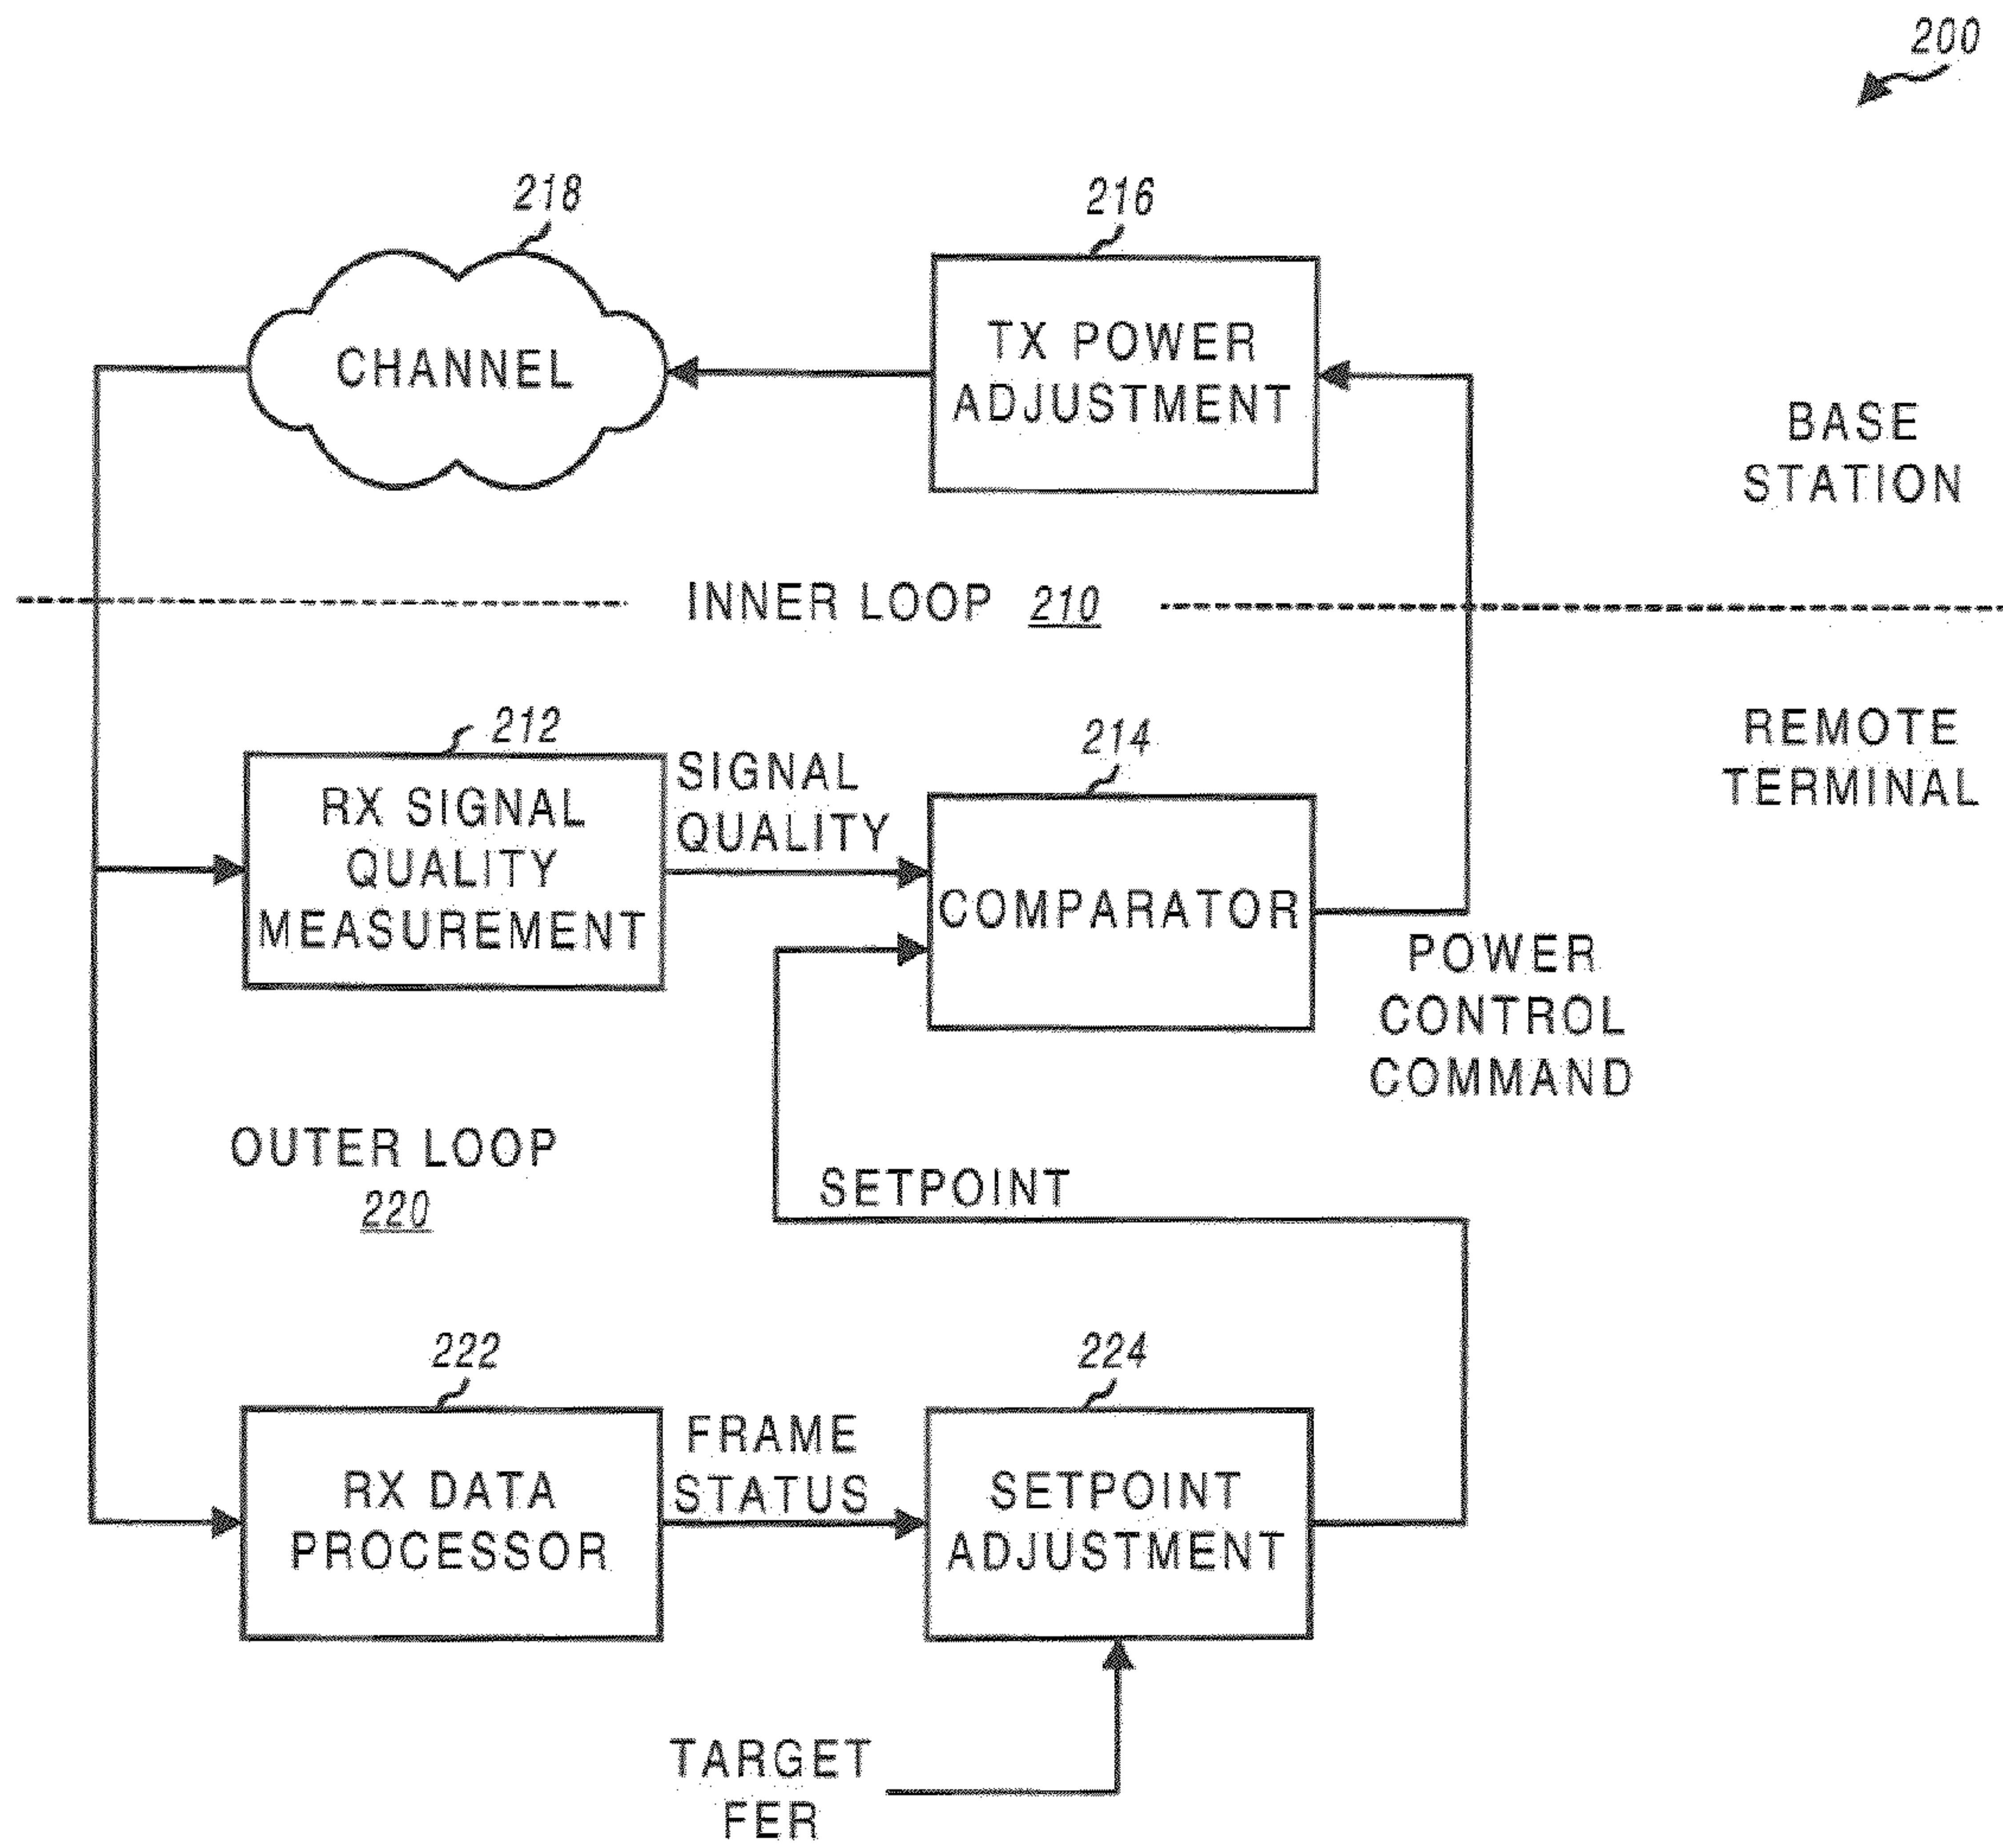 200
218
216
CHANNEL
TX POWER
ADJUSTMENT
BASE
STATION
INNER LOOP 210
REMOTE
TERMINAL
212
SIGNAL
QUALITY
214
RX SIGNAL
QUALITY
MEASUREMENT
COMPARATOR
POWER
CONTROL
COMMAND
OUTER LOOP
220
SETPOINT
222
FRAME
STATUS
224
RX DATA
PROCESSOR
SETPOINT
ADJUSTMENT
TARGET
FER